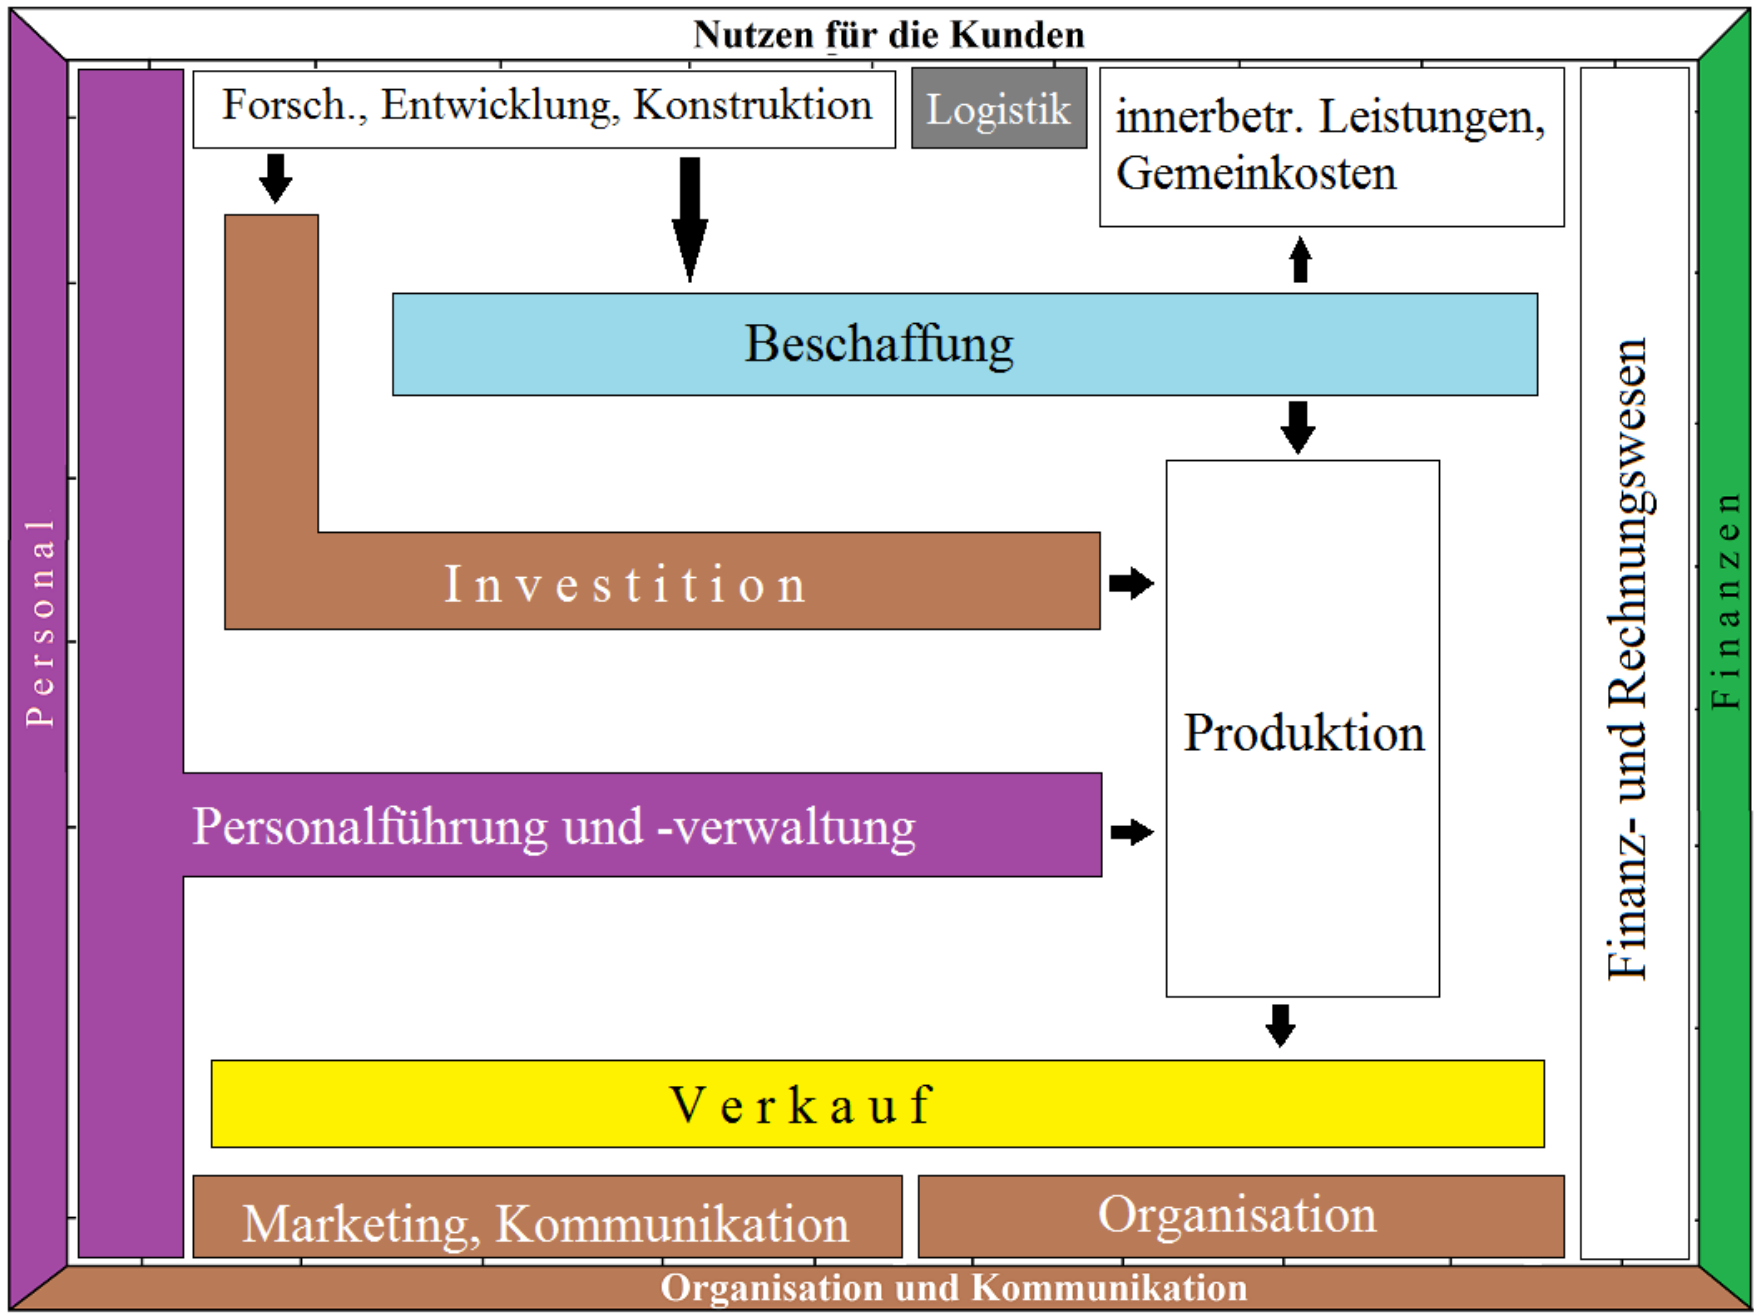 Nutzen für die Kunden
Forsch., Entwicklung, Konstruktion
Logistik
innerbetr. Leistungen,
Gemeinkosten
Beschaffung
Investition
Produktion
Personalführung und -verwaltung
Verkauf
Marketing, Kommunikation
Organisation
Personal
Finanz- und Rechnungswesen
Finanzen
Organisation und Kommunikation